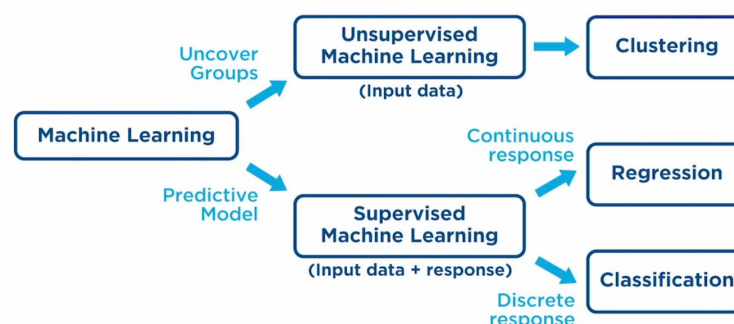 Uncover
Groups
Unsupervised
Machine Learning
(Input data)
Clustering
Machine Learning
Predictive
Model
Supervised
Machine Learning
(Input data + response)
Continuous
response
Regression
Discrete
response
Classification